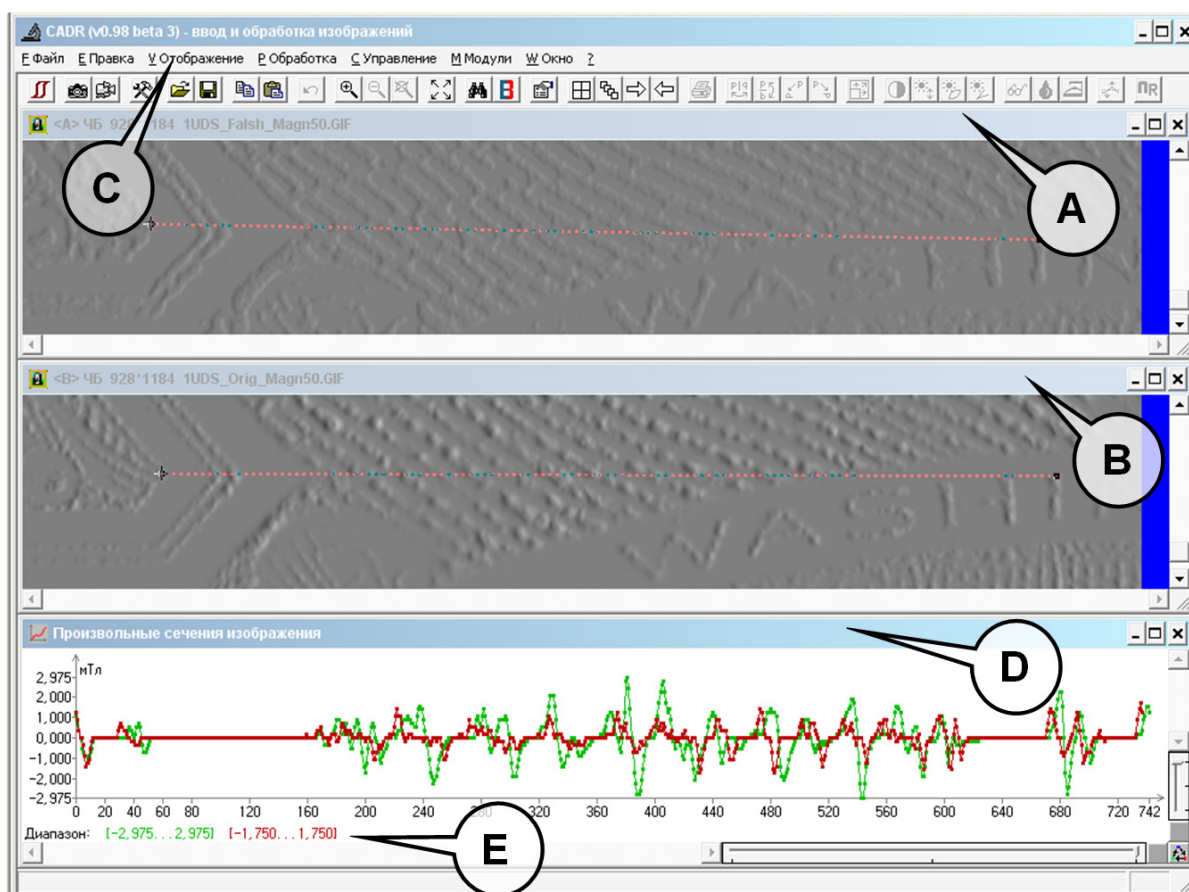 CADR (v0.98 beta 3) - ввод и обработка изображений
F Файл E Правка V Отображение P Обработка C Управление M Модули W Окно ?
<A> ЧБ 928*1184 1UDS_Falsh_Magn50.GIF
C
A
WASHIN
<B> ЧБ 928*1184 1UDS_Orig_Magn50.GIF
B
WASHI
Произвольные сечения изображения
D
мТл
2,975
2,000
1,000
0,000
-1,000
-2,000
-2,975
0 20 40 60 80 120 160 200 240 280 320 360 400 440 480 520 560 600 640 680 720 742
Диапазон: [-2,975...2,975] [-1,750...1,750]
E